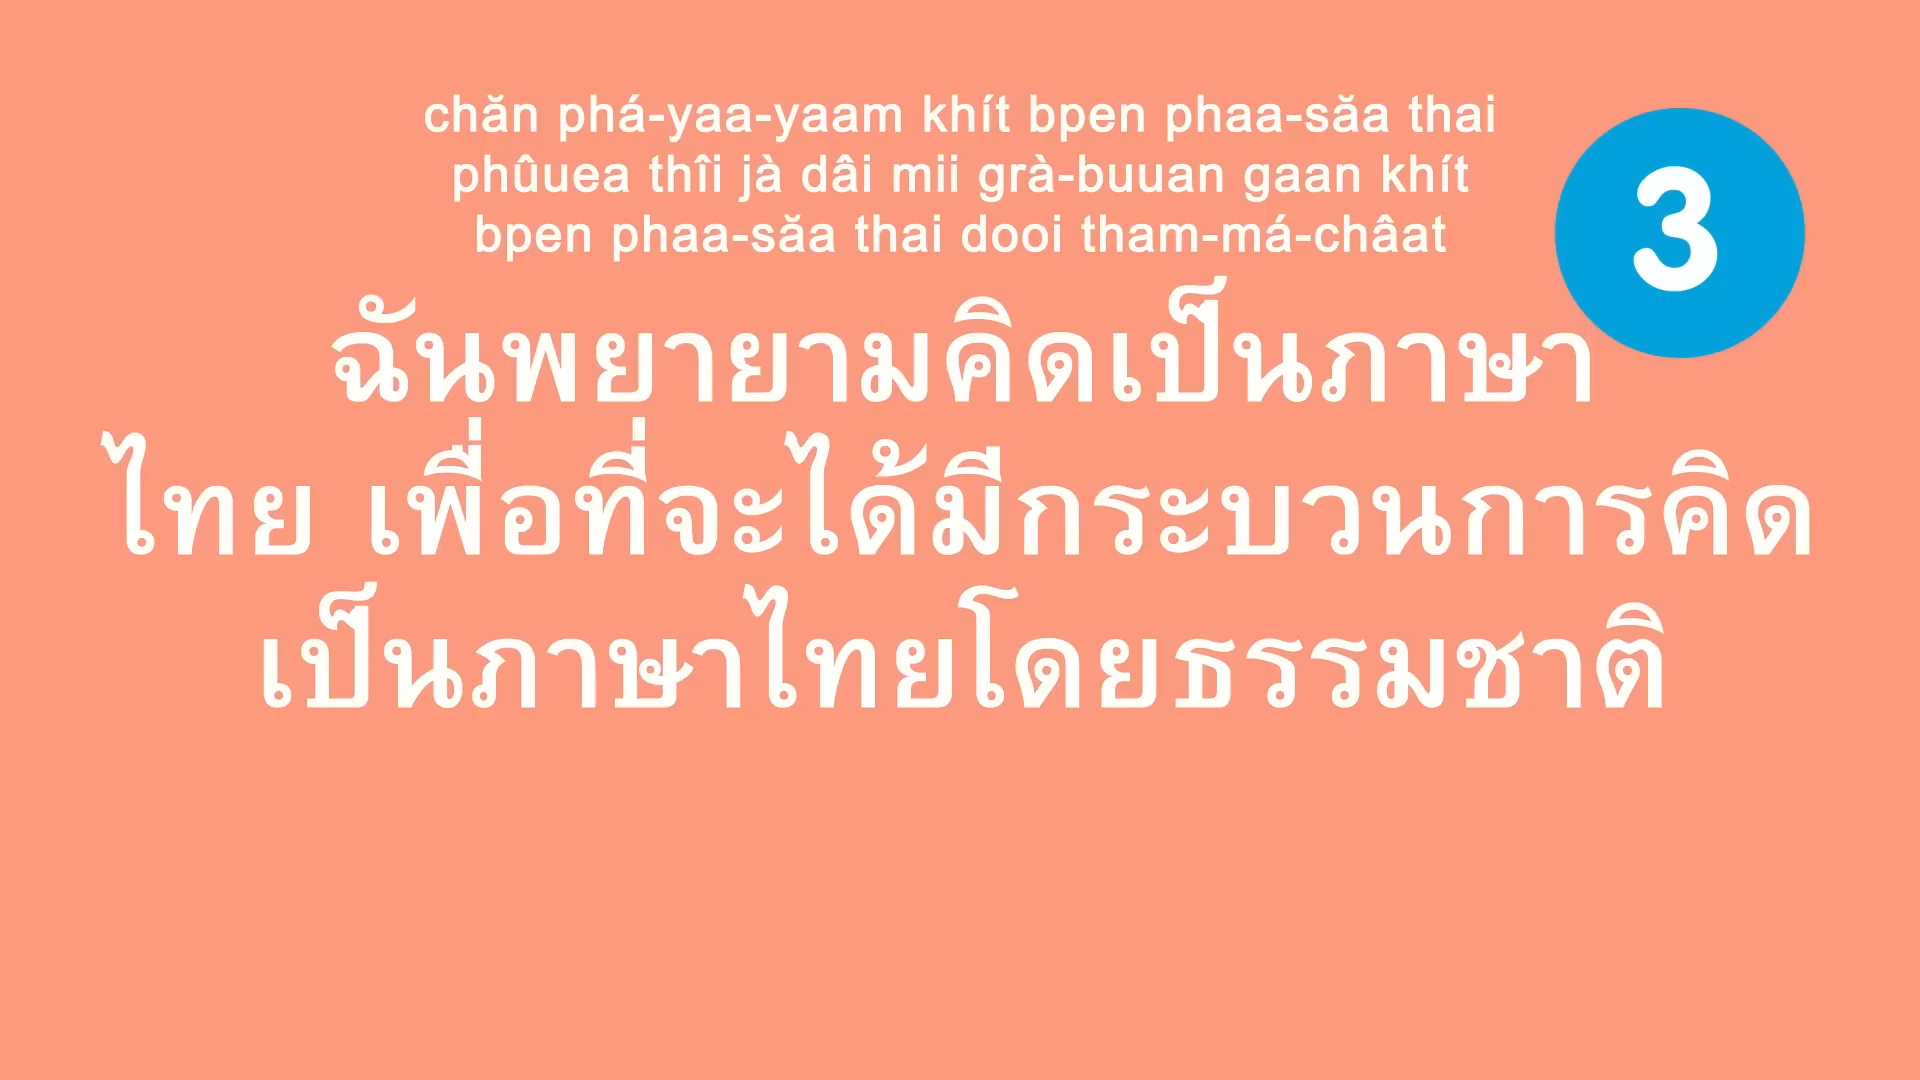 chăn phá-yaa-yaam khít bpen phaa-săa thai
phûuea thîi jà dâi mii grà-buuan gaan khít
bpen phaa-săa thai dooi tham-má-châat
3
ฉันพยายามคิดเป็นภาษา
ไทย เพื่อที่จะได้มีกระบวนการคิด
เป็นภาษาไทยโดยธรรมชาติ